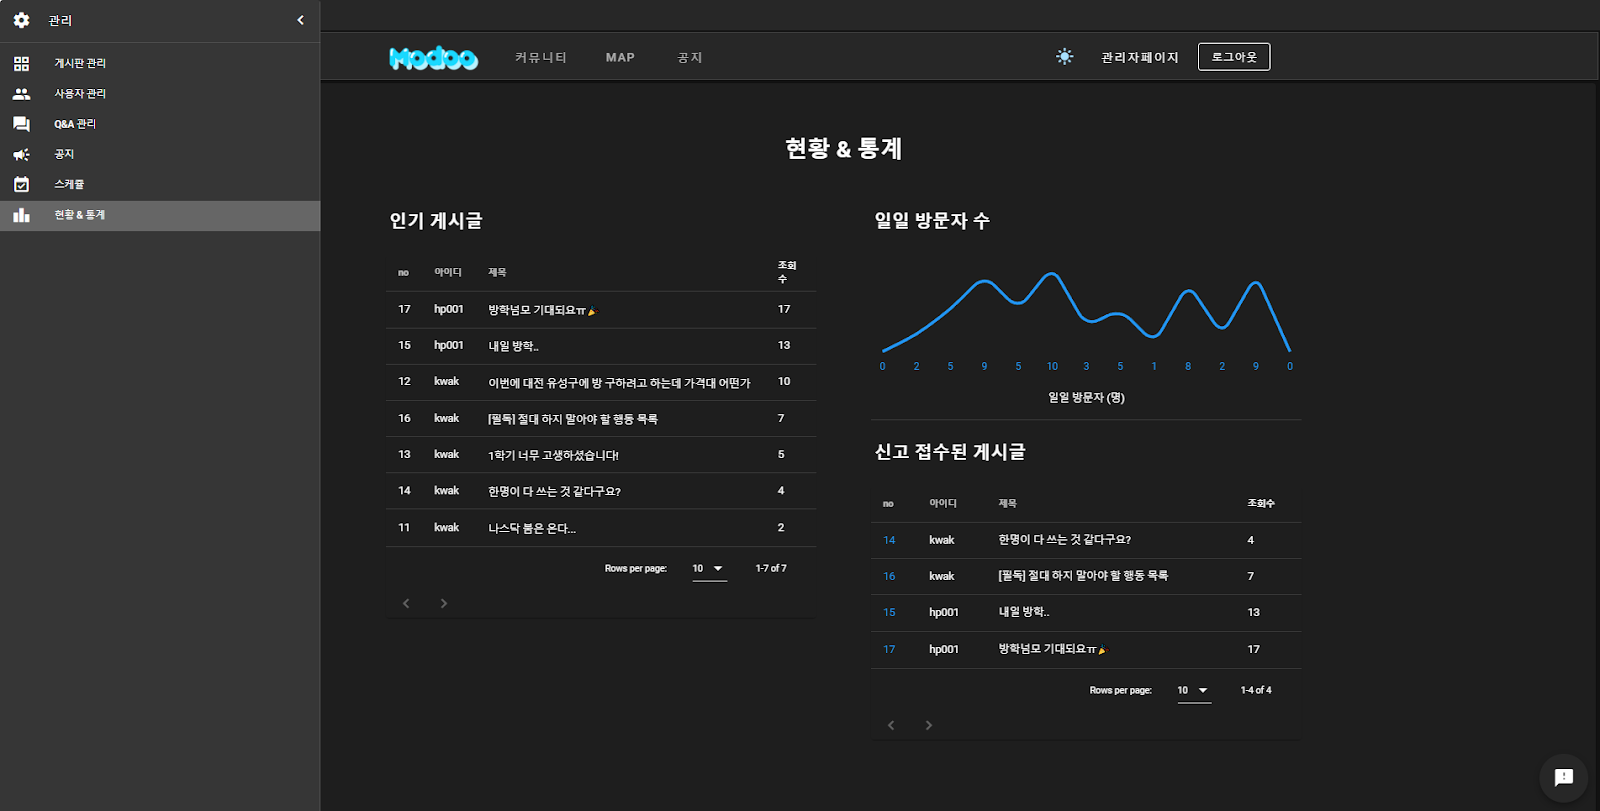 관리
게시판 관리
사용자 관리
Q&A 관리
공지
스케쥴
현황 & 통계
Modoo 커뮤니티 MAP 공지 관리자페이지 로그아웃
현황 & 통계
인기 게시글
no 아이디 제목 조회수
17 hp001 방학넘모 기대되요ㅠ🎉 17
15 hp001 내일 방학.. 13
12 kwak 이번에 대전 유성구에 방 구하려고 하는데 가격대 어떤가 10
16 kwak [필독] 절대 하지 말아야 할 행동 목록 7
13 kwak 1학기 너무 고생하셨습니다! 5
14 kwak 한명이 다 쓰는 것 같다구요? 4
11 kwak 나스닥 붐은 온다... 2
Rows per page: 10 1-7 of 7
일일 방문자 수
0 2 5 9 5 10 3 5 1 8 2 9 0
일일 방문자 (명)
신고 접수된 게시글
no 아이디 제목 조회수
14 kwak 한명이 다 쓰는 것 같다구요? 4
16 kwak [필독] 절대 하지 말아야 할 행동 목록 7
15 hp001 내일 방학.. 13
17 hp001 방학넘모 기대되요ㅠ🎉 17
Rows per page: 10 1-4 of 4